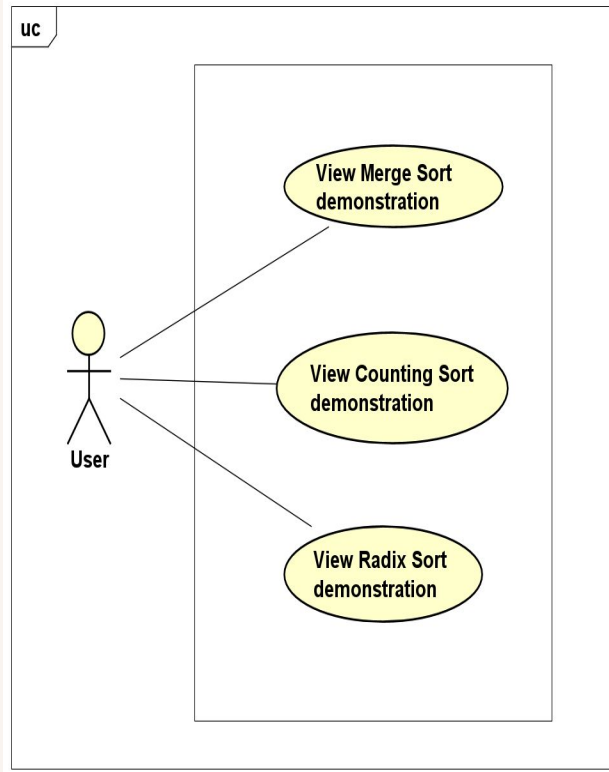 uc
View Merge Sort
demonstration
View Counting Sort
demonstration
User
View Radix Sort
demonstration